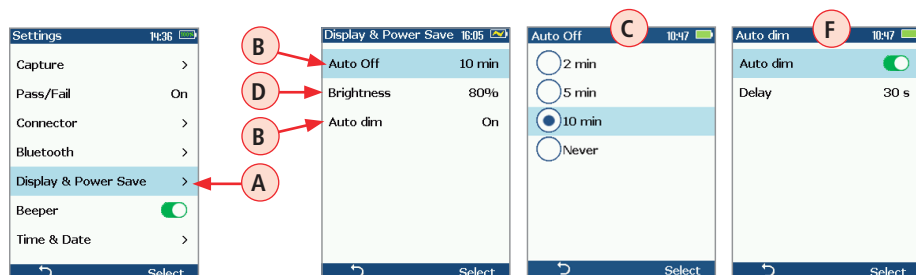 Settings 14:36 100%
Capture >
Pass/Fail On
Connector >
Bluetooth >
Display & Power Save >
Beeper
Time & Date >
Select
A
B
D
B
Display & Power Save 16:05
Auto Off 10 min
Brightness 80%
Auto dim On
Select
C
Auto Off 10:47
2 min
5 min
10 min
Never
Select
F
Auto dim 10:47
Auto dim
Delay 30 s
Select